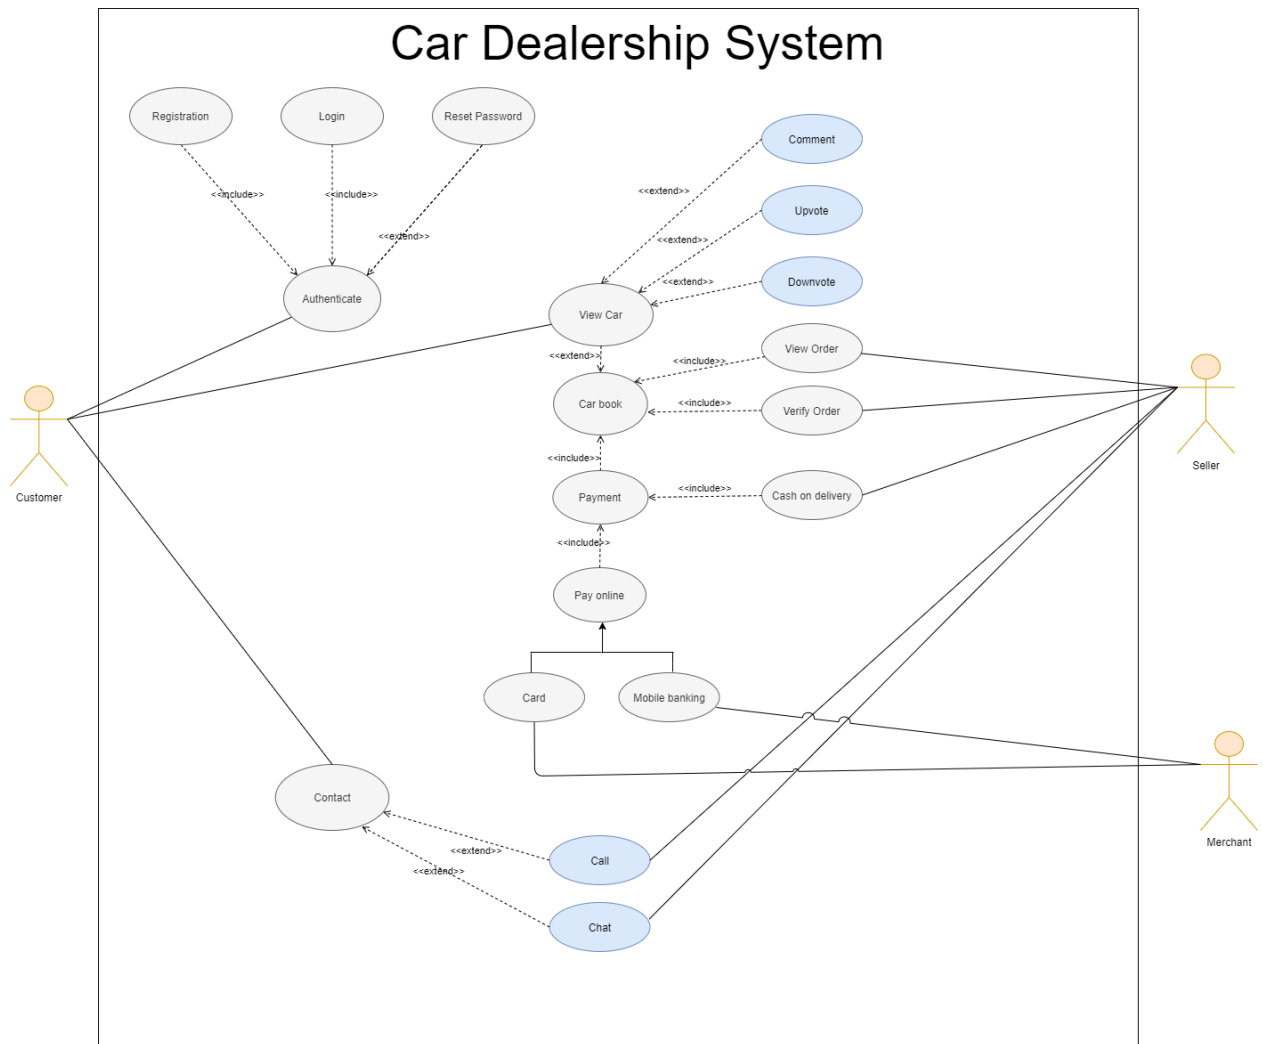 Car Dealership System
Registration
Login
Reset Password
Comment
<<include>>
<<include>>
<<extend>>
<<extend>>
Upvote
<<extend>>
Downvote
<<extend>>
Authenticate
View Car
<<extend>>
<<include>>
View Order
Car book
<<include>>
Verify Order
Customer
Seller
<<include>>
Payment
<<include>>
Cash on delivery
<<include>>
Pay online
Card
Mobile banking
Contact
Merchant
<<extend>>
Call
<<extend>>
Chat